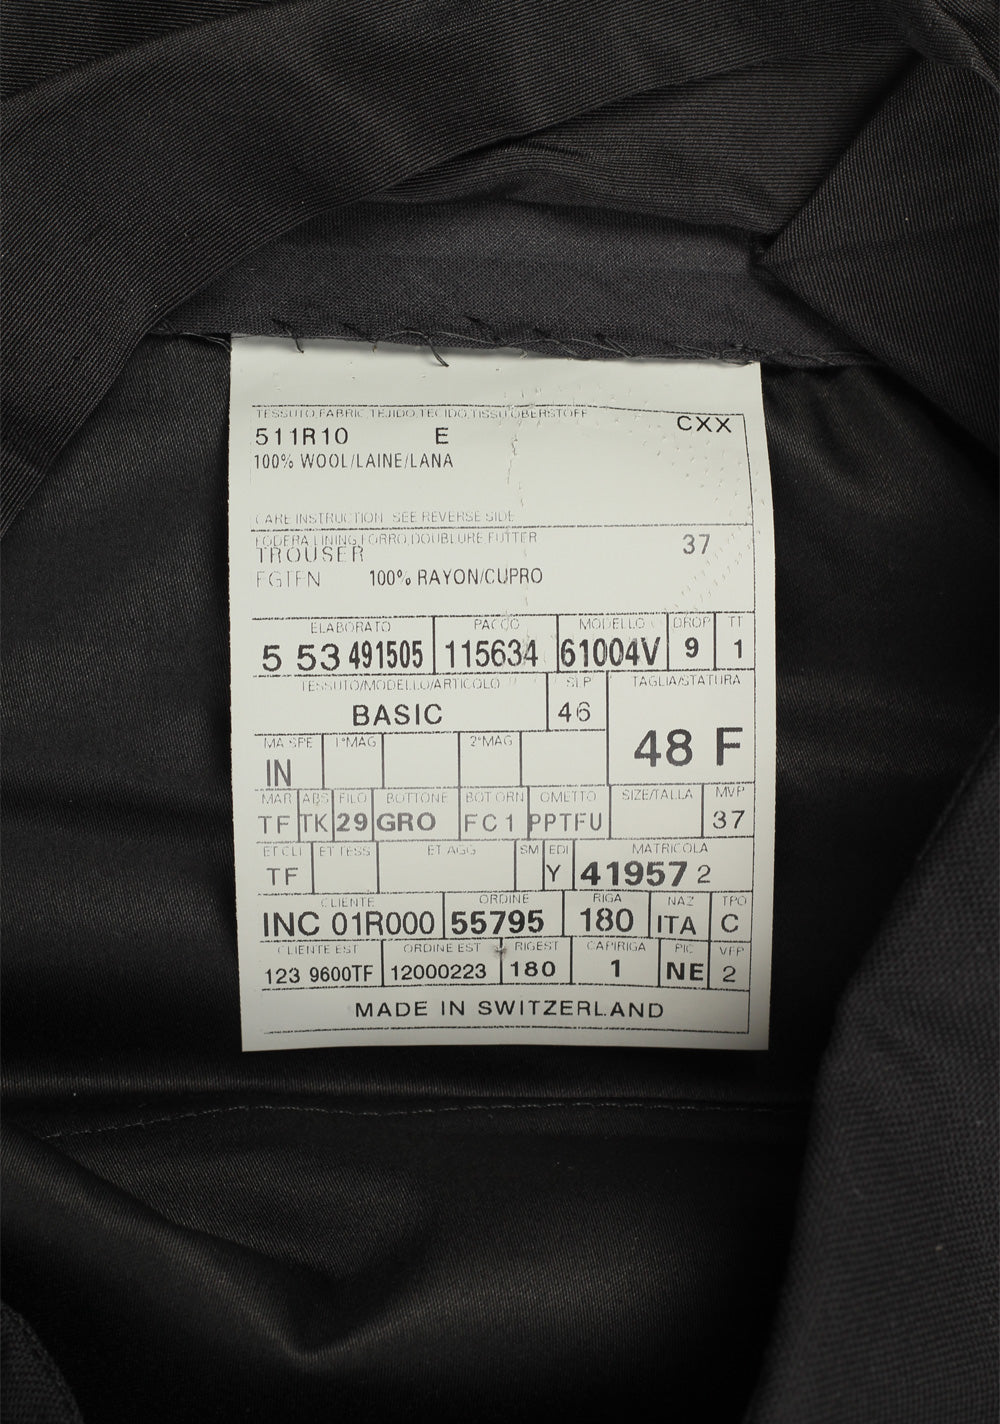 TESSUTO,FABRIC,TEJIDO,TECIDO,TISSU,OBERSTOFF
CXX
511R10 E
100% WOOL/LAINE/LANA
CARE INSTRUCTION SEE REVERSE SIDE
FODERA LINING,FORRO,DOUBLURE FUTTER
TROUSER 37
FGTFN 100% RAYON/CUPRO
ELABORATO PACCO MODELLO DROP TT
5 53 491505 115634 61004V 9 1
TESSUTO/MODELLO/ARTICOLO SLP TAGLIA/STATURA
BASIC 46 48 F
MA SPE 1°MAG 2°MAG
IN
MAR ABS FILO BOTTONE BOT ORN OMETTO SIZE/TALLA MVP
TF TK 29 GRO FC1 PPTFU 37
ET CLI ET TESS ET AGG SM EDI MATRICOLA
TF Y 41957 2
CLIENTE ORDINE RIGA NAZ TPO
INC 01R000 55795 180 ITA C
CLIENTE EST ORDINE EST RIGEST CAPIRIGA PIC VFP
123 9600TF 12000223 180 1 NE 2
MADE IN SWITZERLAND